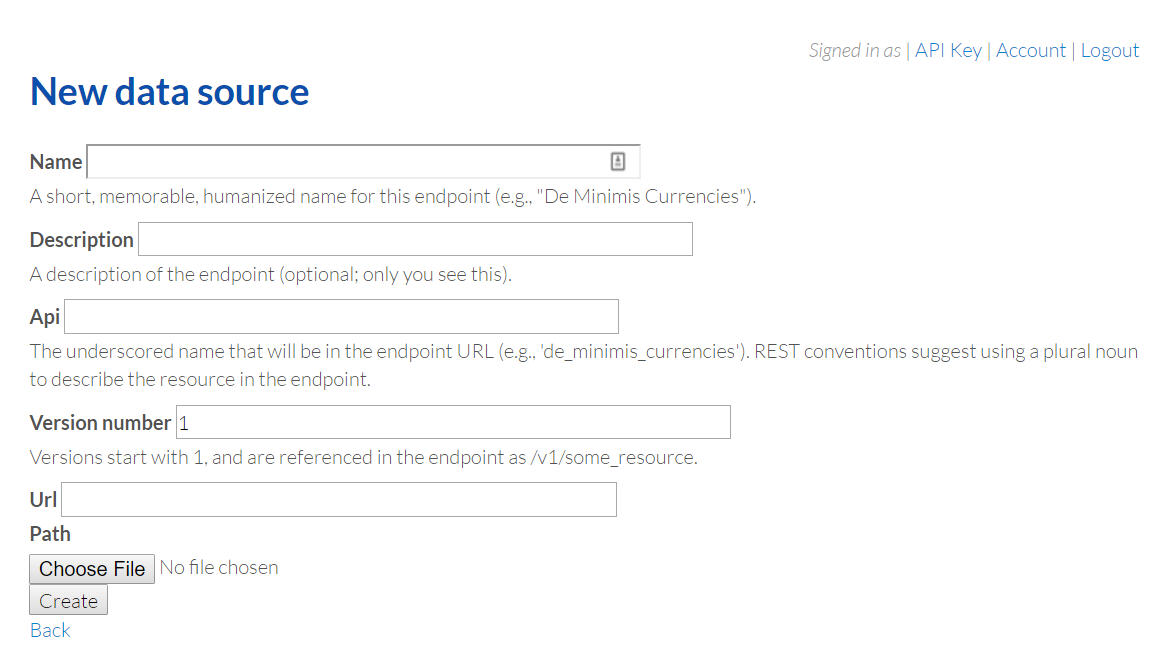 Signed in as | API Key | Account | Logout
New data source
Name
A short, memorable, humanized name for this endpoint (e.g., "De Minimis Currencies").
Description
A description of the endpoint (optional; only you see this).
Api
The underscored name that will be in the endpoint URL (e.g., 'de_minimis_currencies'). REST conventions suggest using a plural noun
to describe the resource in the endpoint.
Version number 1
Versions start with 1, and are referenced in the endpoint as /v1/some_resource.
Url
Path
Choose File No file chosen
Create
Back